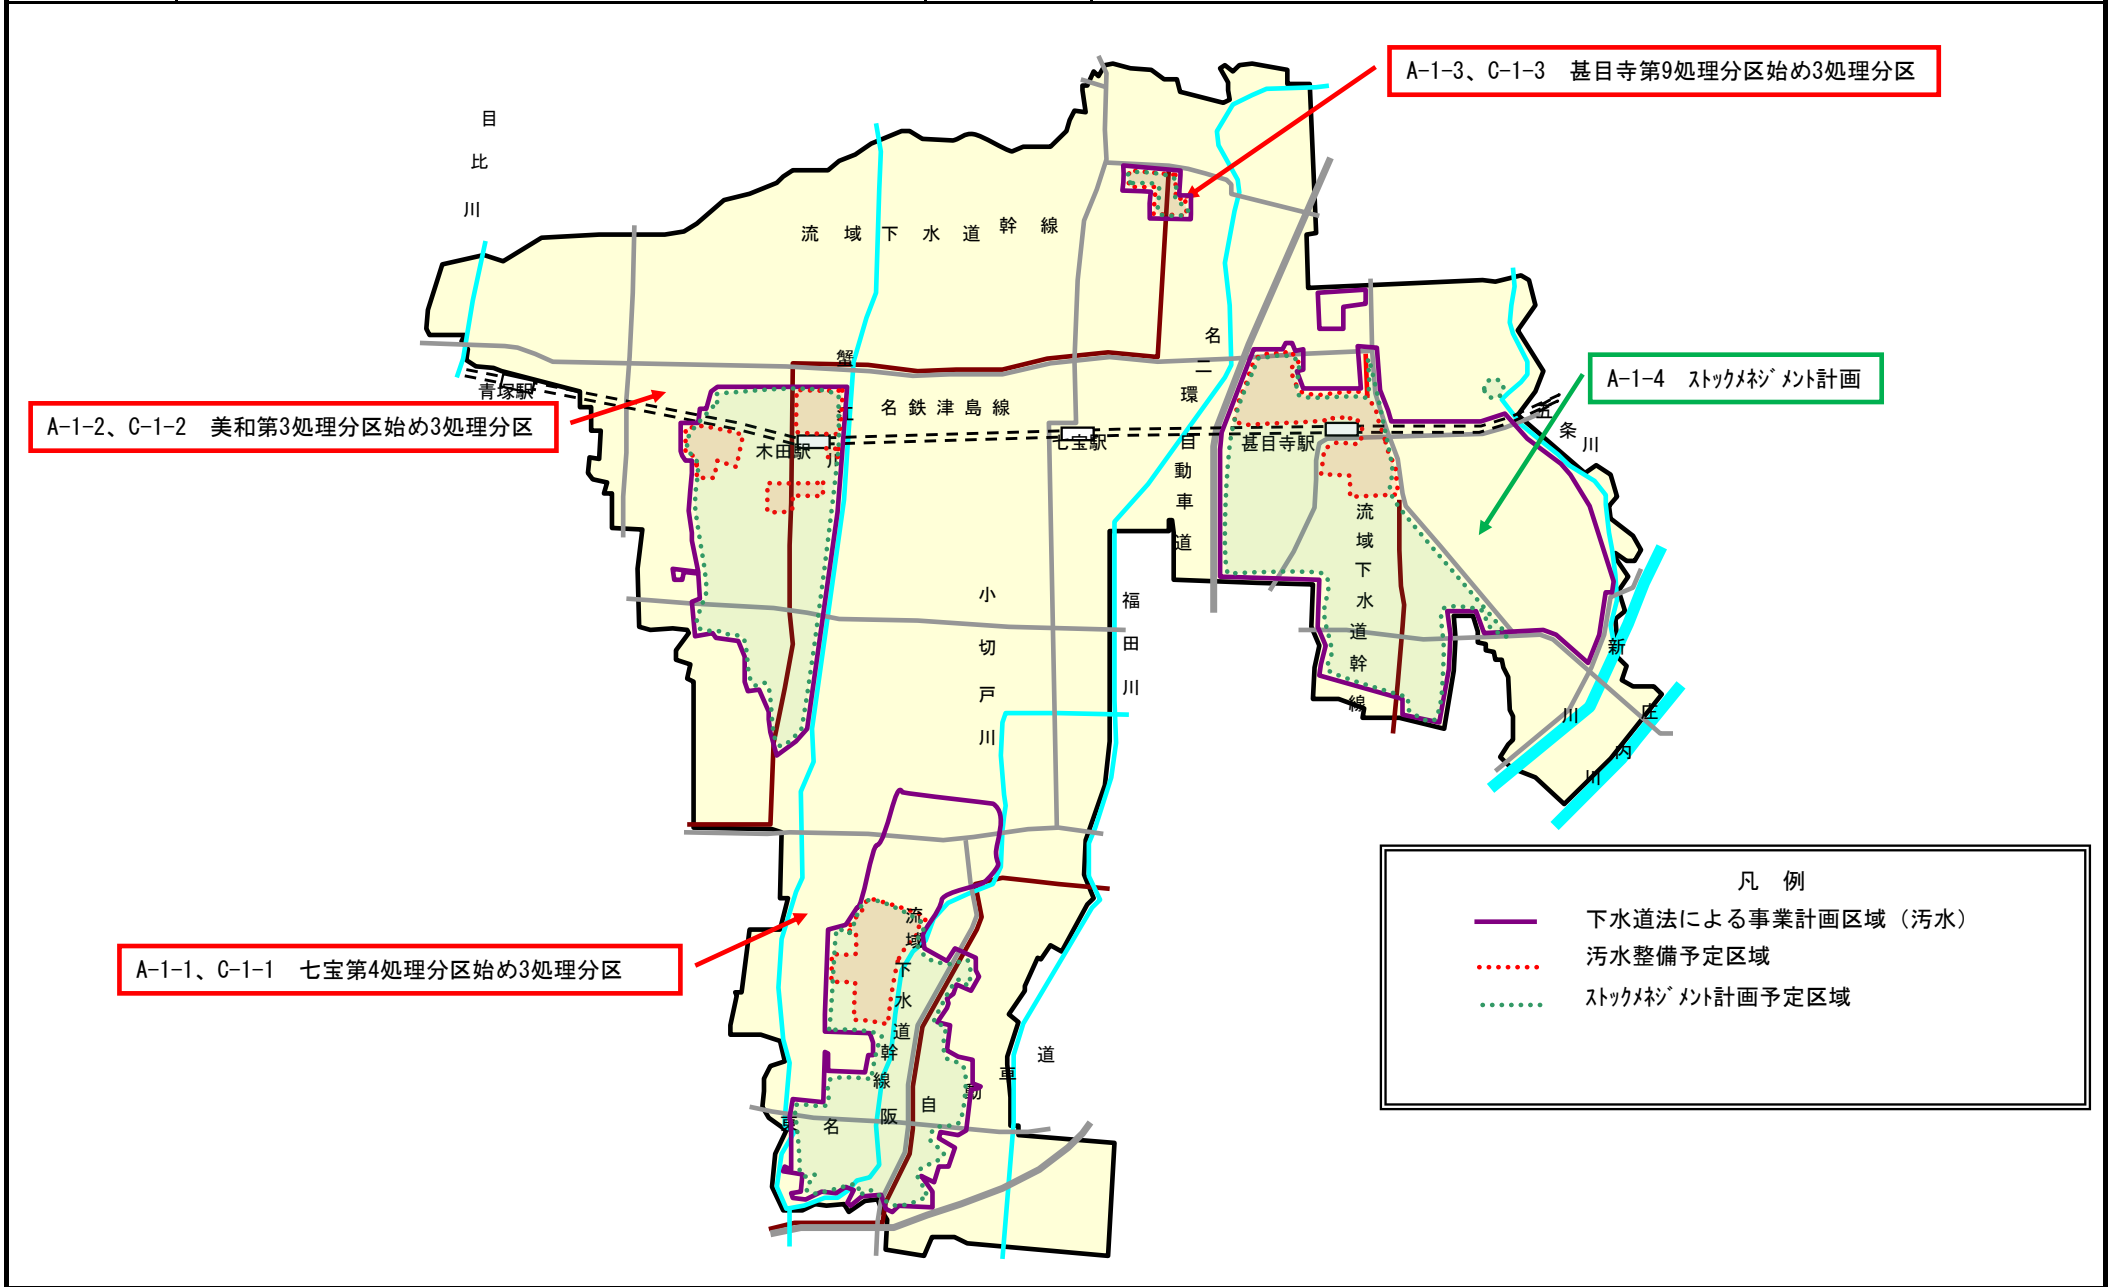 A-1-3、C-1-3　甚目寺第9処理分区始め3処理分区
目比川
流域下水道幹線
名二環自動車道
蟹江川
青塚駅
A-1-2、C-1-2　美和第3処理分区始め3処理分区
名鉄津島線
木田駅
七宝駅
甚目寺駅
A-1-4　ｽﾄｯｸﾒﾈｼﾞﾒﾝﾄ計画
五条川
流域下水道幹線
小切戸川
福田川
新川
庄内川
凡　例
下水道法による事業計画区域（汚水）
汚水整備予定区域
ｽﾄｯｸﾒﾈｼﾞﾒﾝﾄ計画予定区域
A-1-1、C-1-1　七宝第4処理分区始め3処理分区
流域下水道幹線
東名阪自動車道